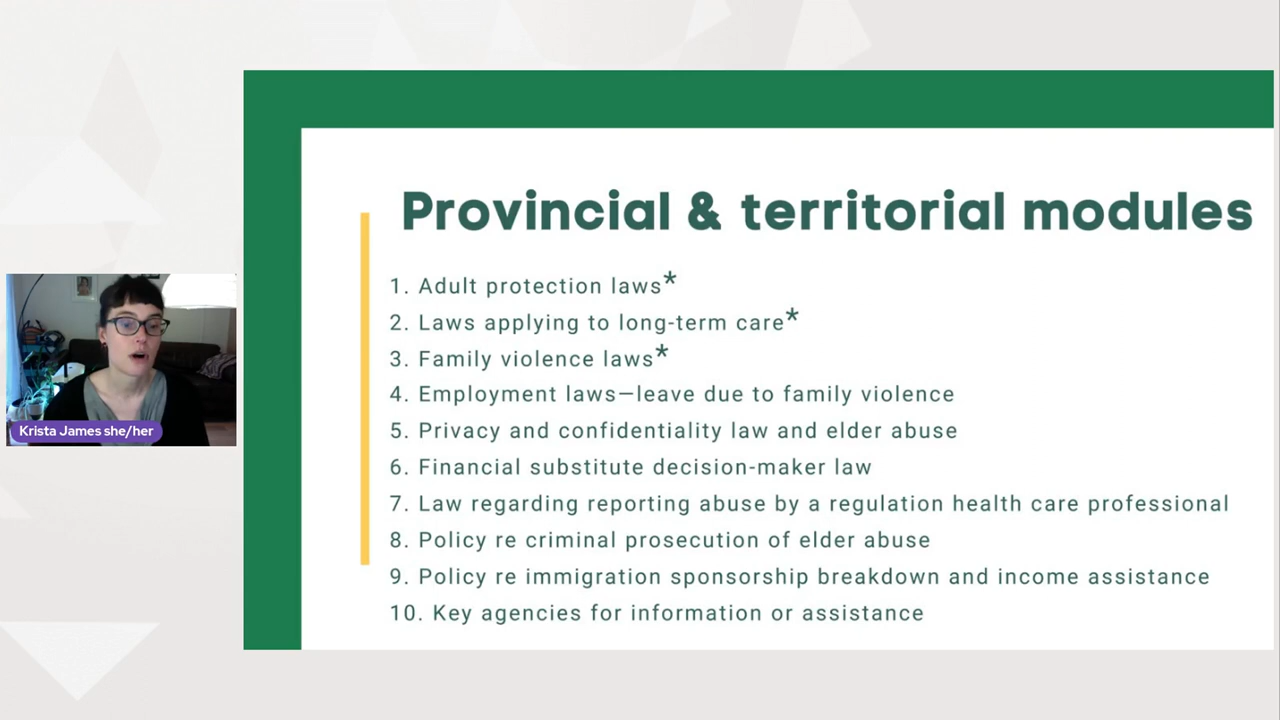 Provincial & territorial modules
1. Adult protection laws*
2. Laws applying to long-term care*
3. Family violence laws*
4. Employment laws—leave due to family violence
5. Privacy and confidentiality law and elder abuse
6. Financial substitute decision-maker law
7. Law regarding reporting abuse by a regulation health care professional
8. Policy re criminal prosecution of elder abuse
9. Policy re immigration sponsorship breakdown and income assistance
10. Key agencies for information or assistance
Krista James she/her